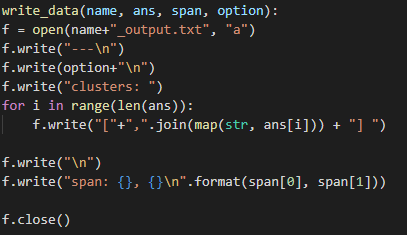 write_data(name, ans, span, option):
f = open(name+"_output.txt", "a")
f.write("---\n")
f.write(option+"\n")
f.write("clusters: ")
for i in range(len(ans)):
    f.write("["+",".join(map(str, ans[i])) + "] ")
f.write("\n")
f.write("span: {}, {}\n".format(span[0], span[1]))
f.close()